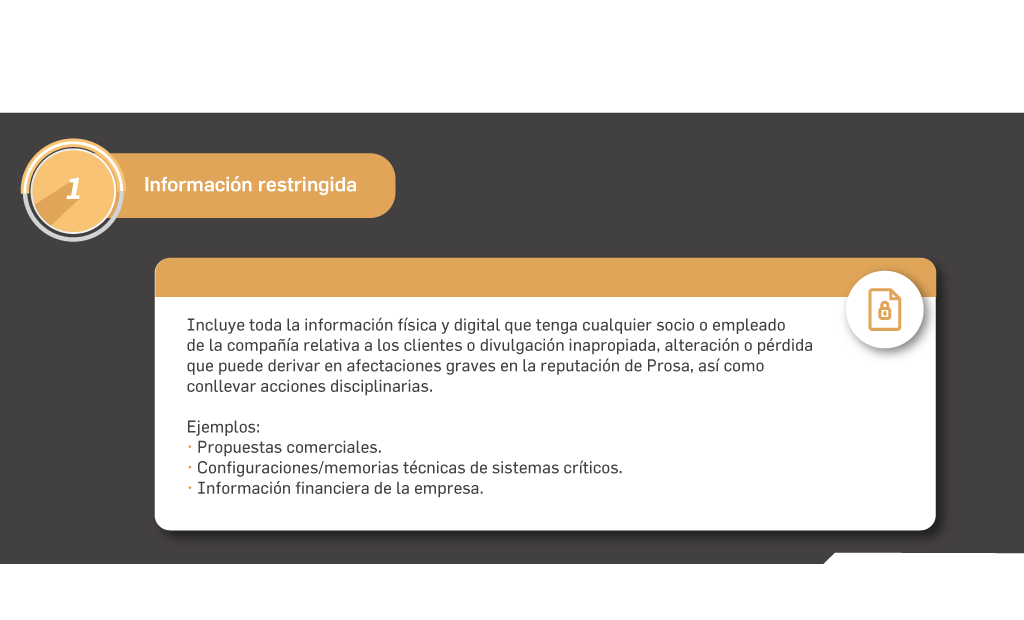 1
Información restringida
Incluye toda la información física y digital que tenga cualquier socio o empleado
de la compañía relativa a los clientes o divulgación inapropiada, alteración o pérdida
que puede derivar en afectaciones graves en la reputación de Prosa, así como
conllevar acciones disciplinarias.
Ejemplos:
· Propuestas comerciales.
· Configuraciones/memorias técnicas de sistemas críticos.
· Información financiera de la empresa.